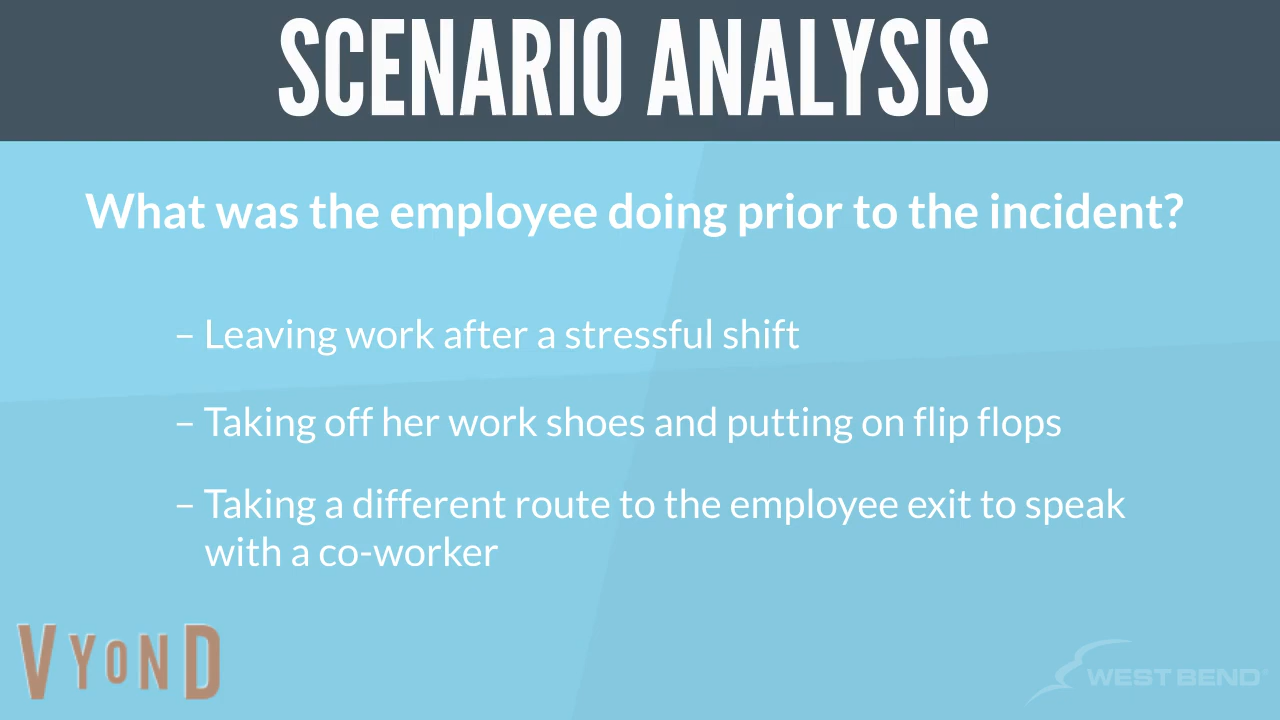 SCENARIO ANALYSIS
What was the employee doing prior to the incident?
– Leaving work after a stressful shift
– Taking off her work shoes and putting on flip flops
– Taking a different route to the employee exit to speak
with a co-worker
VYOND
WEST BEND®